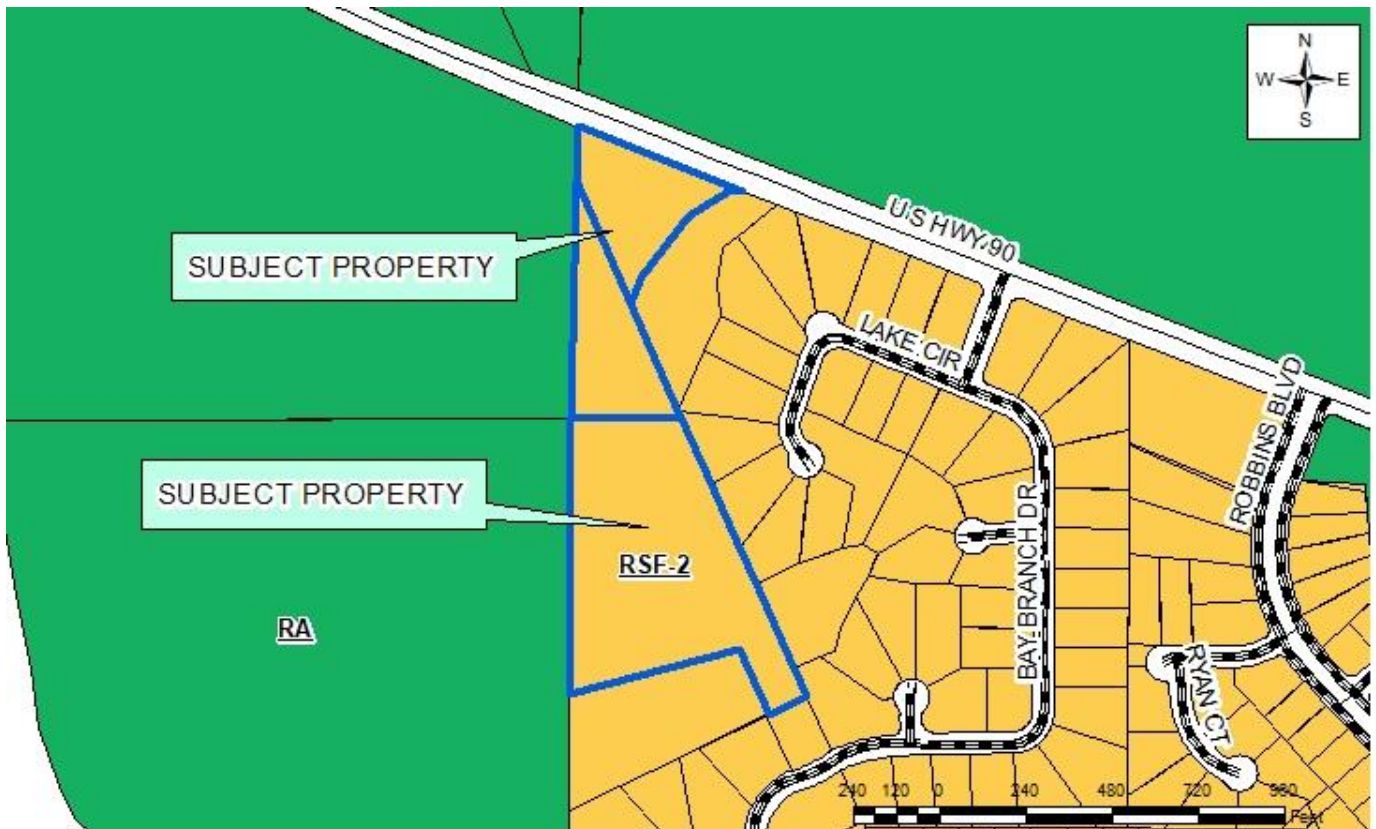 N
W E
S
U S HWY 90
SUBJECT PROPERTY
LAKE CIR
ROBBINS BLVD
SUBJECT PROPERTY
BAY BRANCH DR
RSF-2
RA
RYAN CT
240 120 0 240 480 720 960
Feet